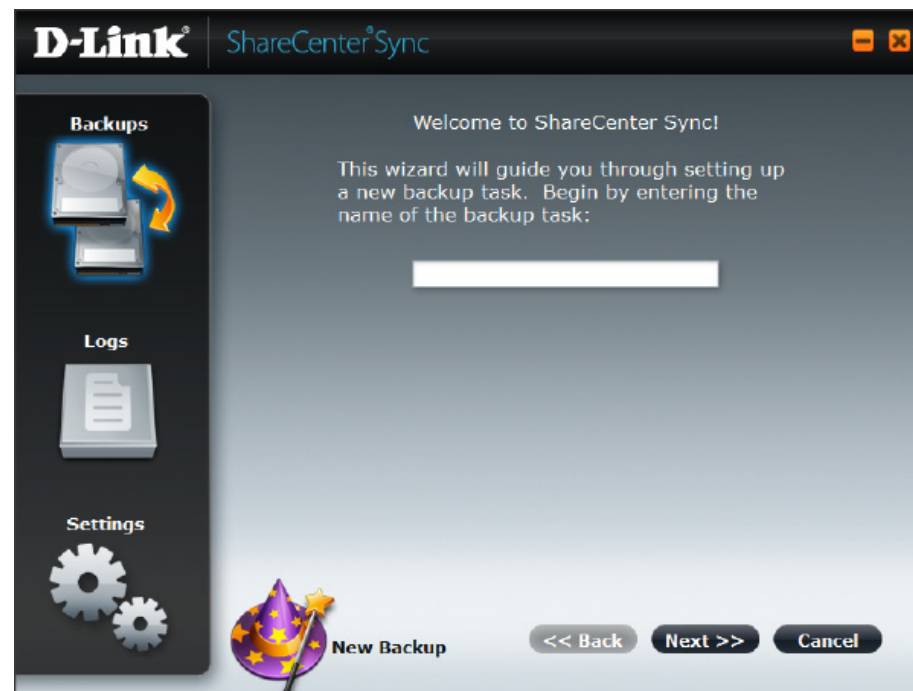 D-Link® ShareCenter®Sync
Backups
Welcome to ShareCenter Sync!
This wizard will guide you through setting up
a new backup task. Begin by entering the
name of the backup task:
Logs
Settings
New Backup
<< Back
Next >>
Cancel